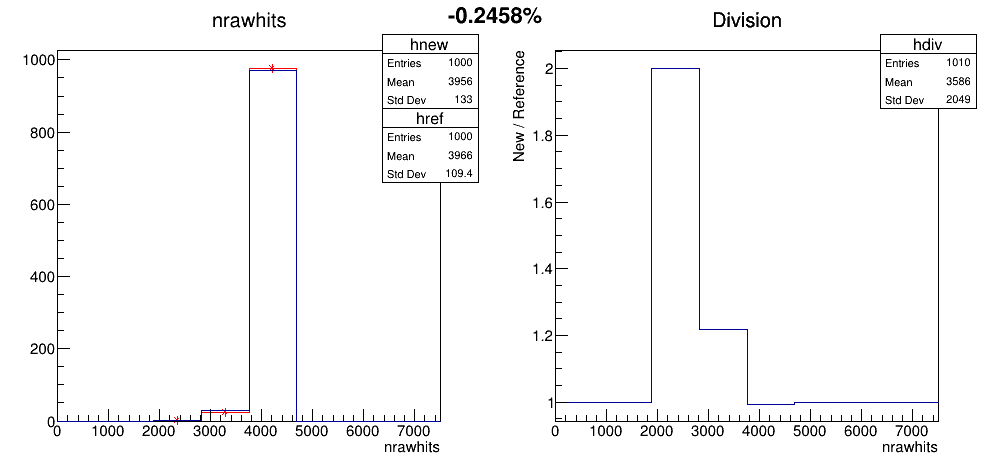 -0.2458%
nrawhits
hnew
Entries 1000
Mean 3956
Std Dev 133
href
Entries 1000
Mean 3966
Std Dev 109.4
1000
800
600
400
200
0
0 1000 2000 3000 4000 5000 6000 7000
nrawhits
Division
hdiv
Entries 1010
Mean 3586
Std Dev 2049
New / Reference
2
1.8
1.6
1.4
1.2
1
0 1000 2000 3000 4000 5000 6000 7000
nrawhits